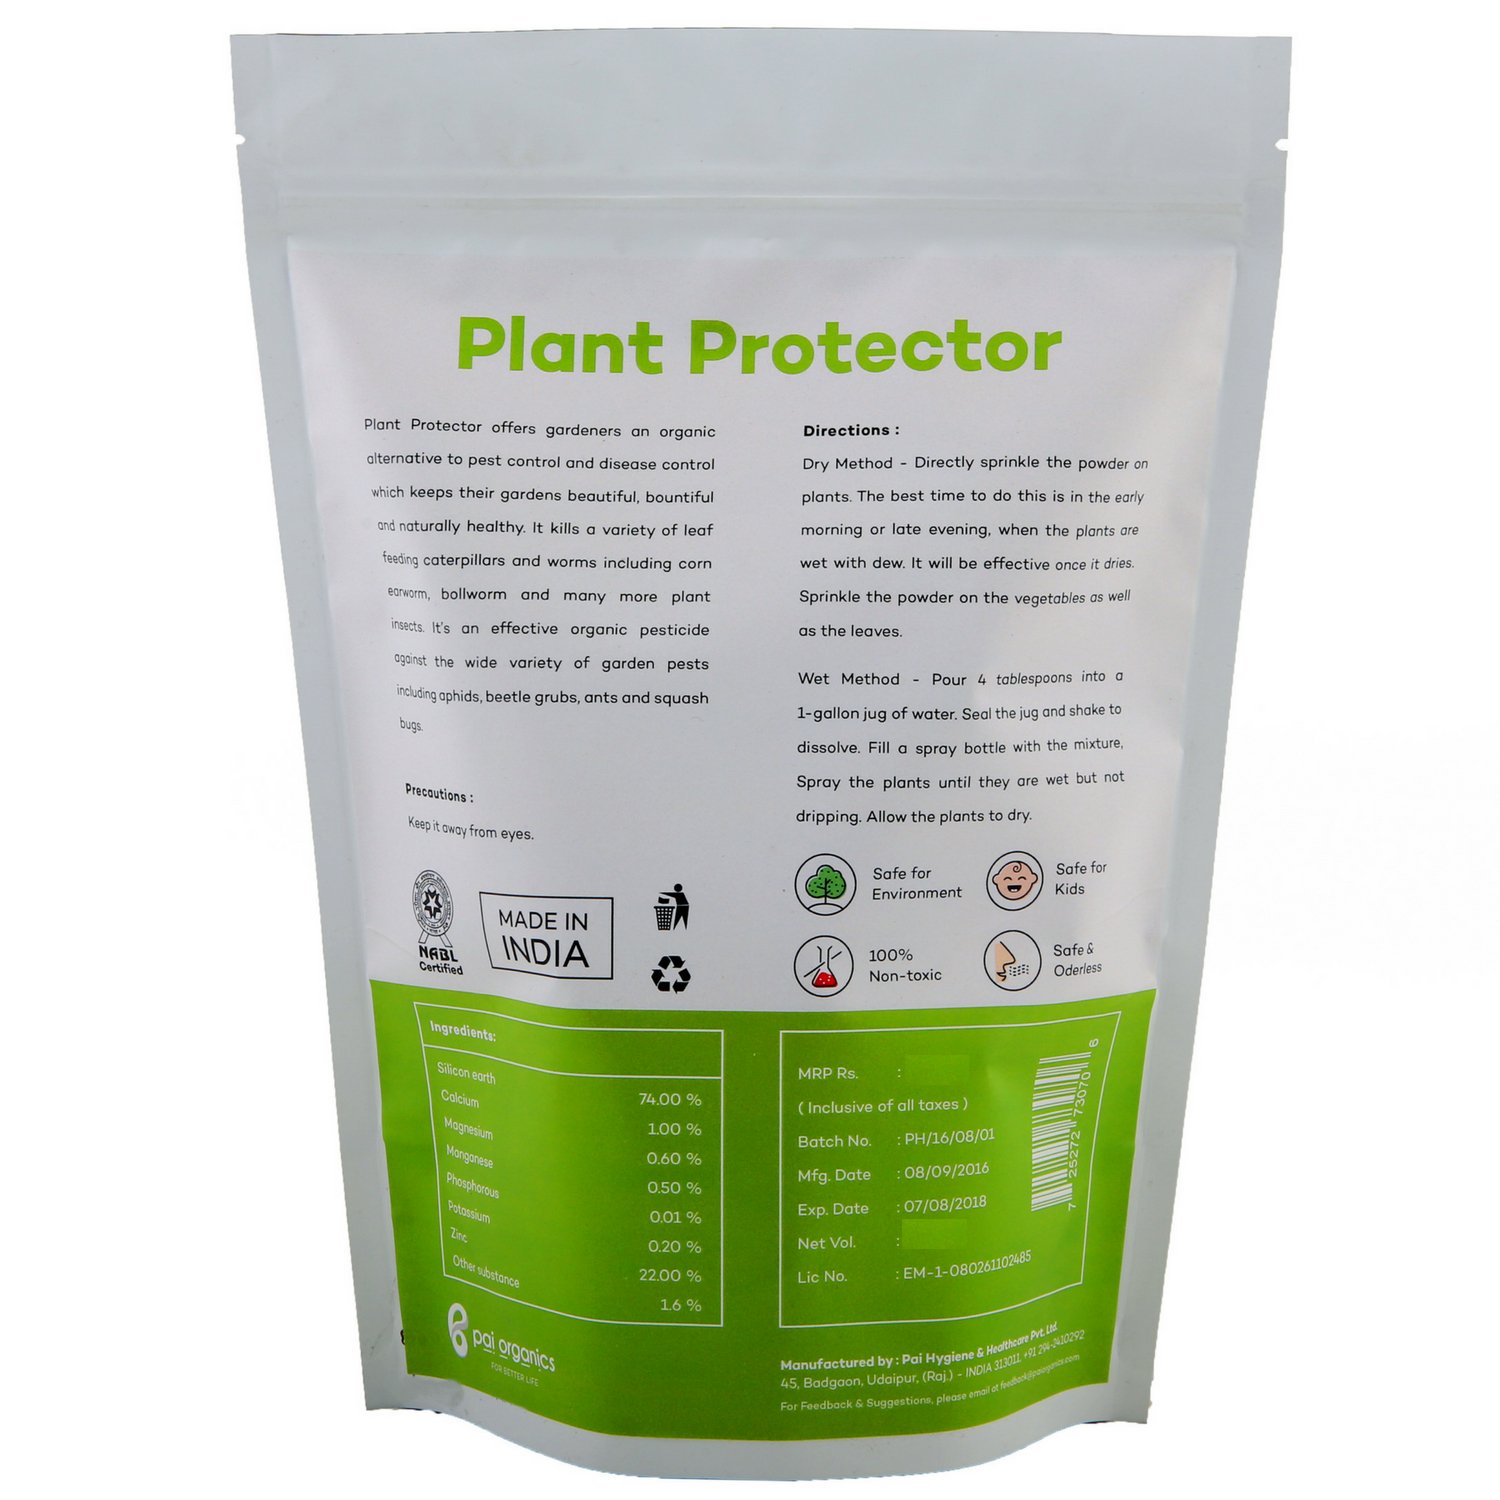 Plant Protector
Plant Protector offers gardeners an organic
alternative to pest control and disease control
which keeps their gardens beautiful, bountiful
and naturally healthy. It kills a variety of leaf
feeding caterpillars and worms including corn
earworm, bollworm and many more plant
insects. It's an effective organic pesticide
against the wide variety of garden pests
including aphids, beetle grubs, ants and squash
bugs.
Precautions :
Keep it away from eyes.
NABL
Certified
MADE IN
INDIA
Directions :
Dry Method - Directly sprinkle the powder on
plants. The best time to do this is in the early
morning or late evening, when the plants are
wet with dew. It will be effective once it dries.
Sprinkle the powder on the vegetables as well
as the leaves.
Wet Method - Pour 4 tablespoons into a
1-gallon jug of water. Seal the jug and shake to
dissolve. Fill a spray bottle with the mixture,
Spray the plants until they are wet but not
dripping. Allow the plants to dry.
Safe for
Environment
Safe for
Kids
100%
Non-toxic
Safe &
Oderless
Ingredients:
Silicon earth 74.00 %
Calcium 1.00 %
Magnesium 0.60 %
Manganese 0.50 %
Phosphorous 0.01 %
Potassium 0.20 %
Zinc 22.00 %
Other substance 1.6 %
pai organics
FOR BETTER LIFE
MRP Rs. :
( Inclusive of all taxes )
Batch No. : PH/16/08/01
Mfg. Date : 08/09/2016
Exp. Date : 07/08/2018
Net Vol. :
Lic No. : EM-1-080261102485
7 25272 73070 6
Manufactured by : Pai Hygiene & Healthcare Pvt. Ltd.
45, Badgaon, Udaipur, (Raj.) - INDIA 313011. +91 294-2410292
For Feedback & Suggestions, please email at feedback@paiorganics.com